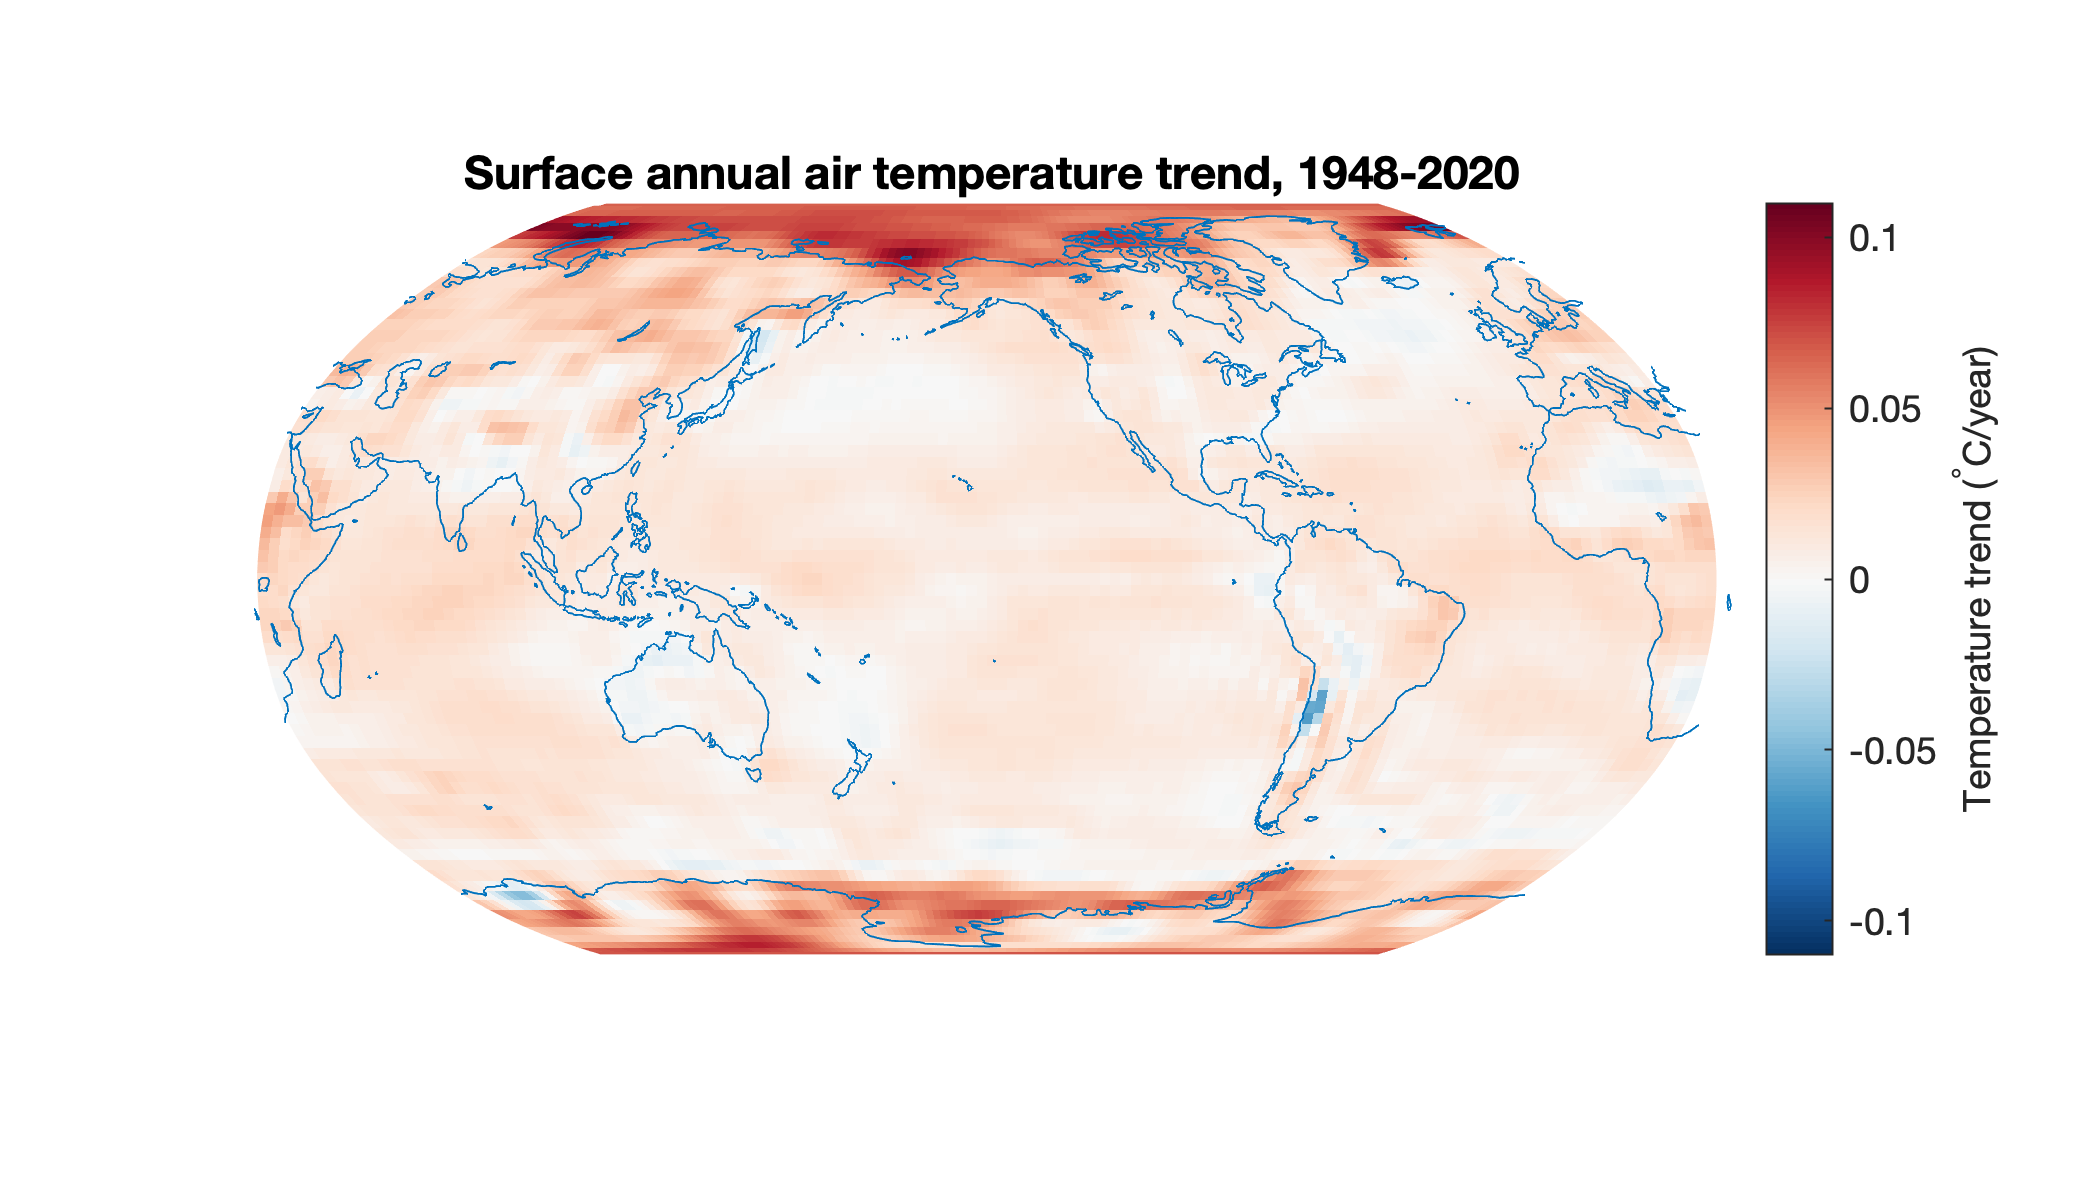 Surface annual air temperature trend, 1948-2020
0.1
0.05
0
-0.05
-0.1
Temperature trend (°C/year)